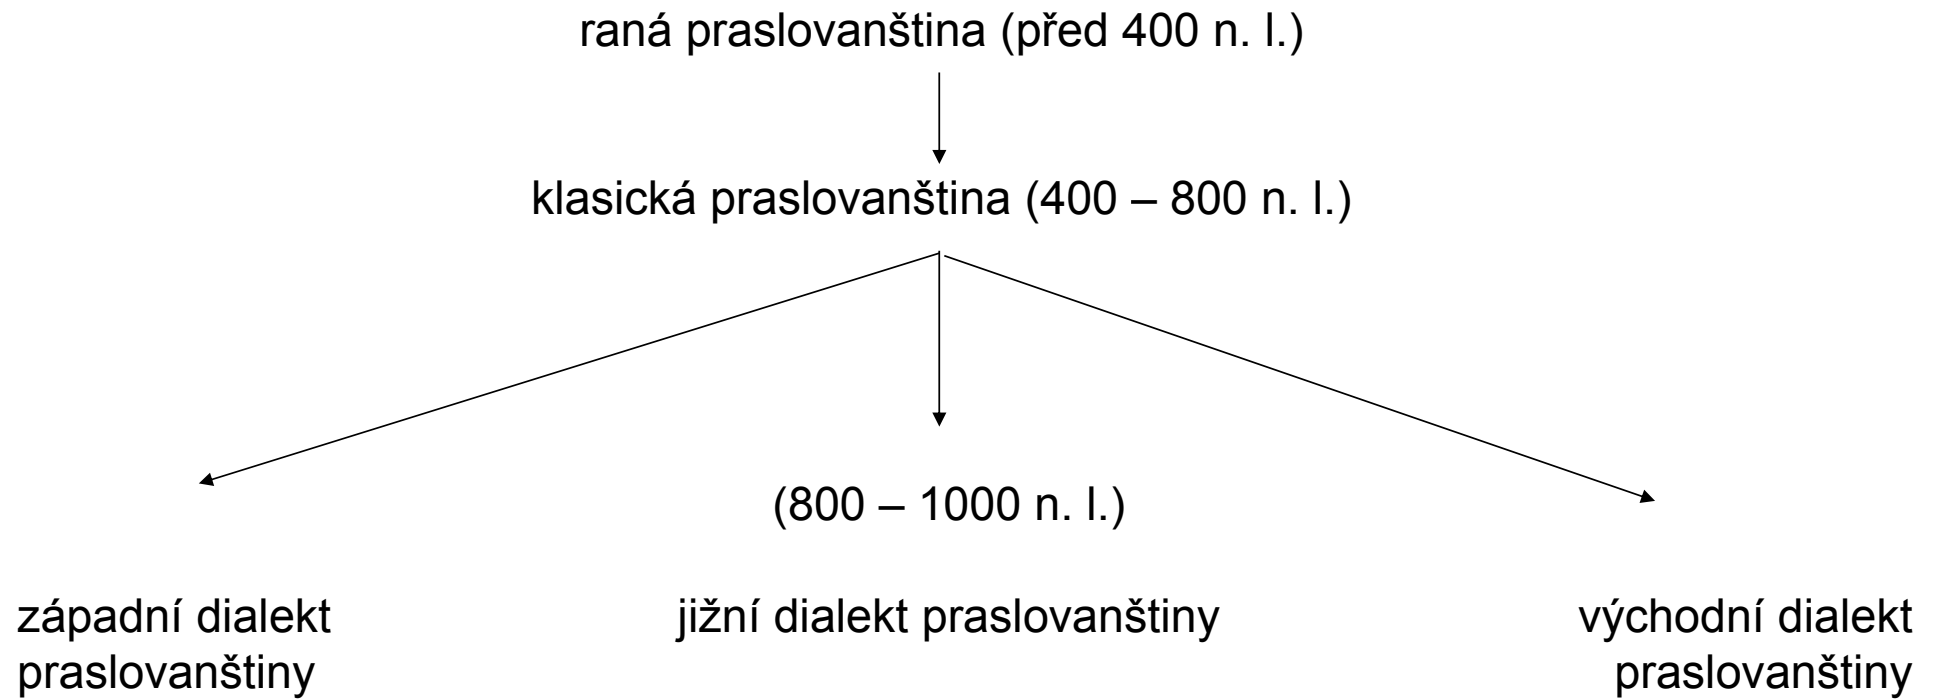 raná praslovanština (před 400 n. l.)
klasická praslovanština (400 – 800 n. l.)
(800 – 1000 n. l.)
západní dialekt
praslovanštiny
jižní dialekt praslovanštiny
východní dialekt
praslovanštiny